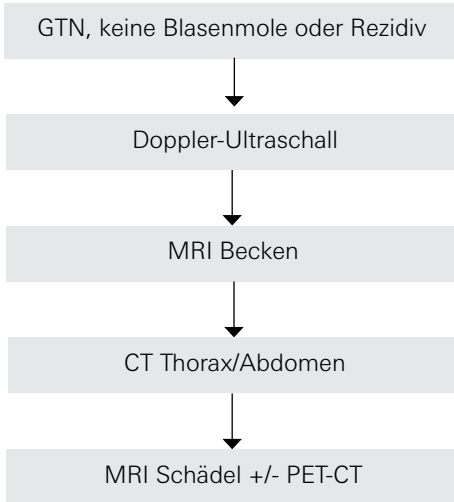 GTN, keine Blasenmole oder Rezidiv
Doppler-Ultraschall
MRI Becken
CT Thorax/Abdomen
MRI Schädel +/- PET-CT